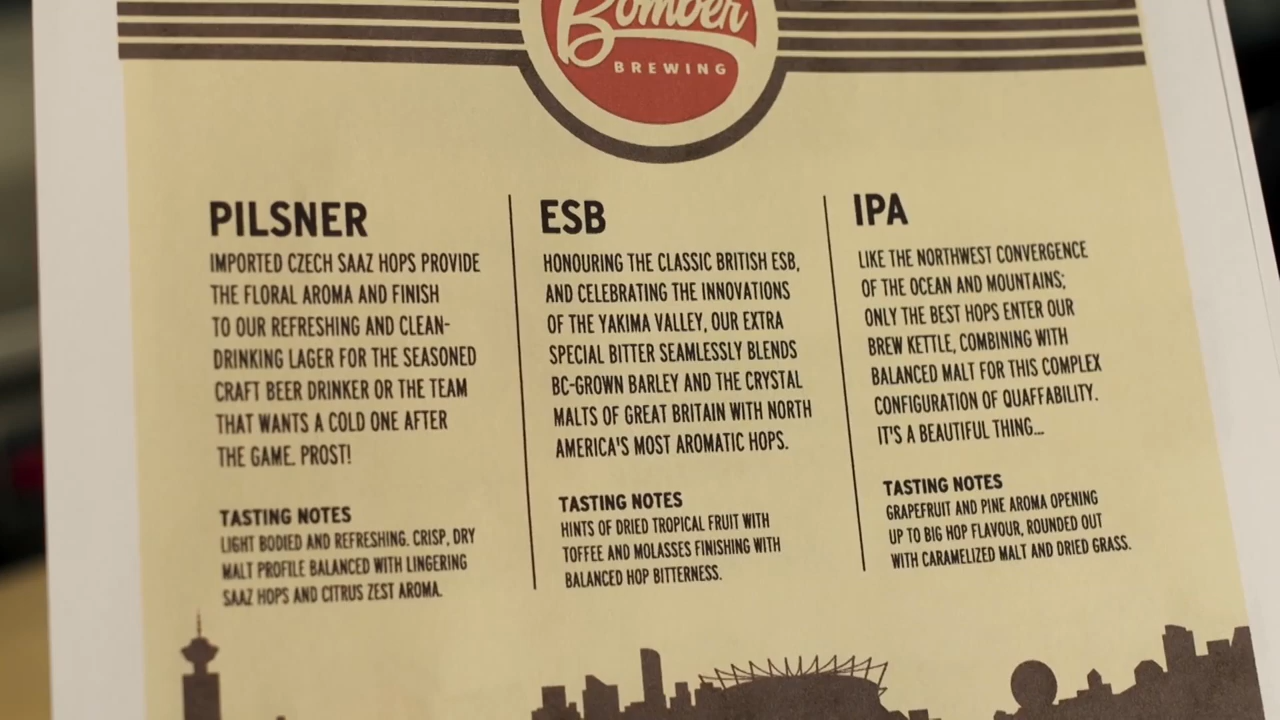 Bomber
BREWING
PILSNER
IMPORTED CZECH SAAZ HOPS PROVIDE
THE FLORAL AROMA AND FINISH
TO OUR REFRESHING AND CLEAN-
DRINKING LAGER FOR THE SEASONED
CRAFT BEER DRINKER OR THE TEAM
THAT WANTS A COLD ONE AFTER
THE GAME. PROST!
TASTING NOTES
LIGHT BODIED AND REFRESHING. CRISP, DRY
MALT PROFILE BALANCED WITH LINGERING
SAAZ HOPS AND CITRUS ZEST AROMA.
ESB
HONOURING THE CLASSIC BRITISH ESB,
AND CELEBRATING THE INNOVATIONS
OF THE YAKIMA VALLEY, OUR EXTRA
SPECIAL BITTER SEAMLESSLY BLENDS
BC-GROWN BARLEY AND THE CRYSTAL
MALTS OF GREAT BRITAIN WITH NORTH
AMERICA'S MOST AROMATIC HOPS.
TASTING NOTES
HINTS OF DRIED TROPICAL FRUIT WITH
TOFFEE AND MOLASSES FINISHING WITH
BALANCED HOP BITTERNESS.
IPA
LIKE THE NORTHWEST CONVERGENCE
OF THE OCEAN AND MOUNTAINS;
ONLY THE BEST HOPS ENTER OUR
BREW KETTLE, COMBINING WITH
BALANCED MALT FOR THIS COMPLEX
CONFIGURATION OF QUAFFABILITY.
IT'S A BEAUTIFUL THING...
TASTING NOTES
GRAPEFRUIT AND PINE AROMA OPENING
UP TO BIG HOP FLAVOUR, ROUNDED OUT
WITH CARAMELIZED MALT AND DRIED GRASS.